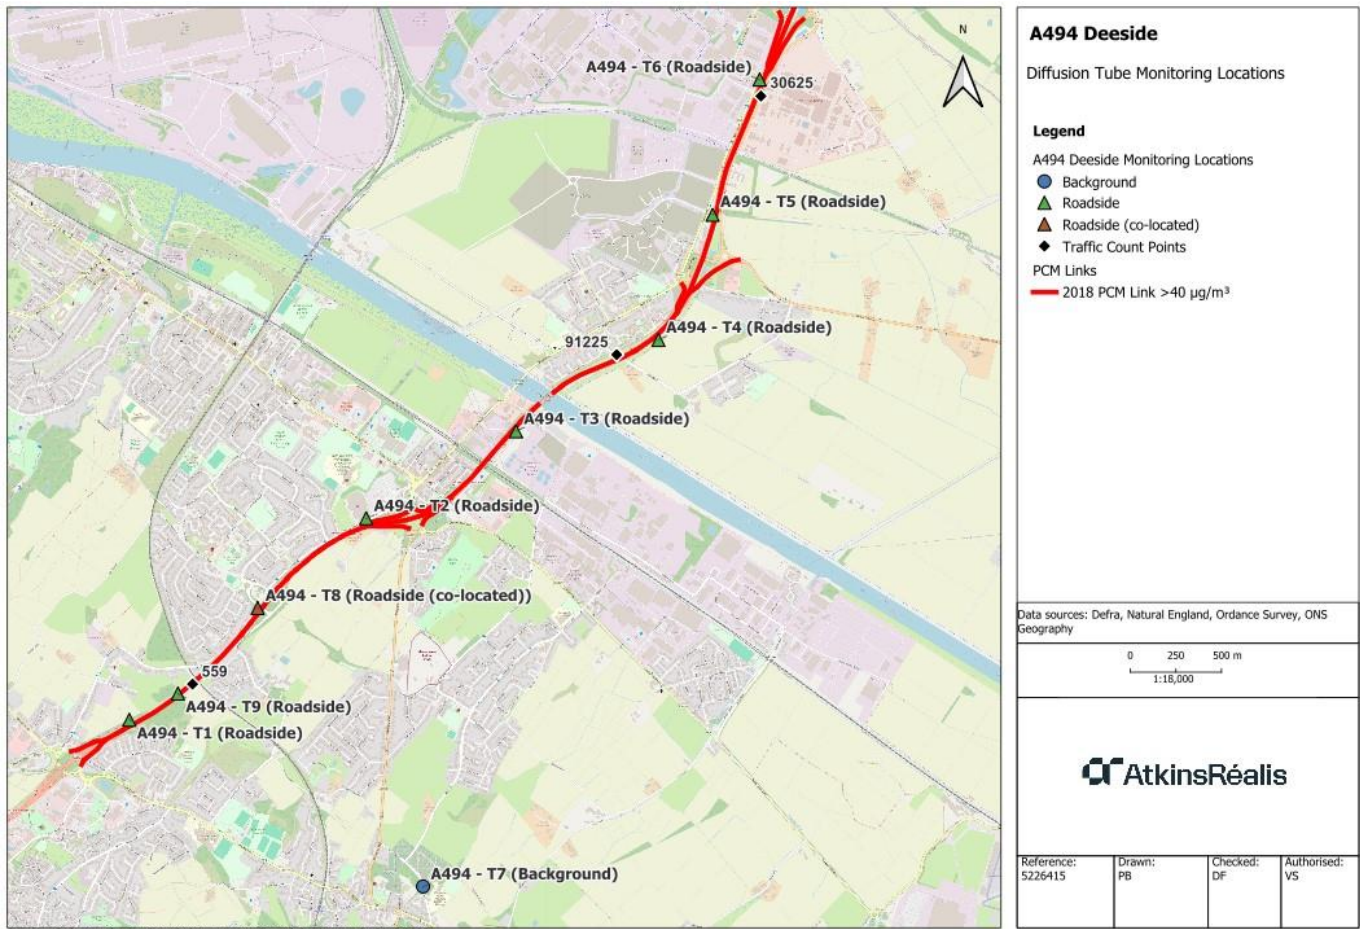 A494 - T6 (Roadside)
30625
N
A494 - T5 (Roadside)
A494 - T4 (Roadside)
91225
A494 - T3 (Roadside)
A494 - T2 (Roadside)
A494 - T8 (Roadside (co-located))
559
A494 - T9 (Roadside)
A494 - T1 (Roadside)
A494 - T7 (Background)
A494 Deeside
Diffusion Tube Monitoring Locations
Legend
A494 Deeside Monitoring Locations
Background
Roadside
Roadside (co-located)
Traffic Count Points
PCM Links
2018 PCM Link >40 µg/m³
Data sources: Defra, Natural England, Ordance Survey, ONS
Geography
0 250 500 m
1:18,000
AtkinsRéalis
Reference: Drawn: Checked: Authorised:
5226415 PB DF VS